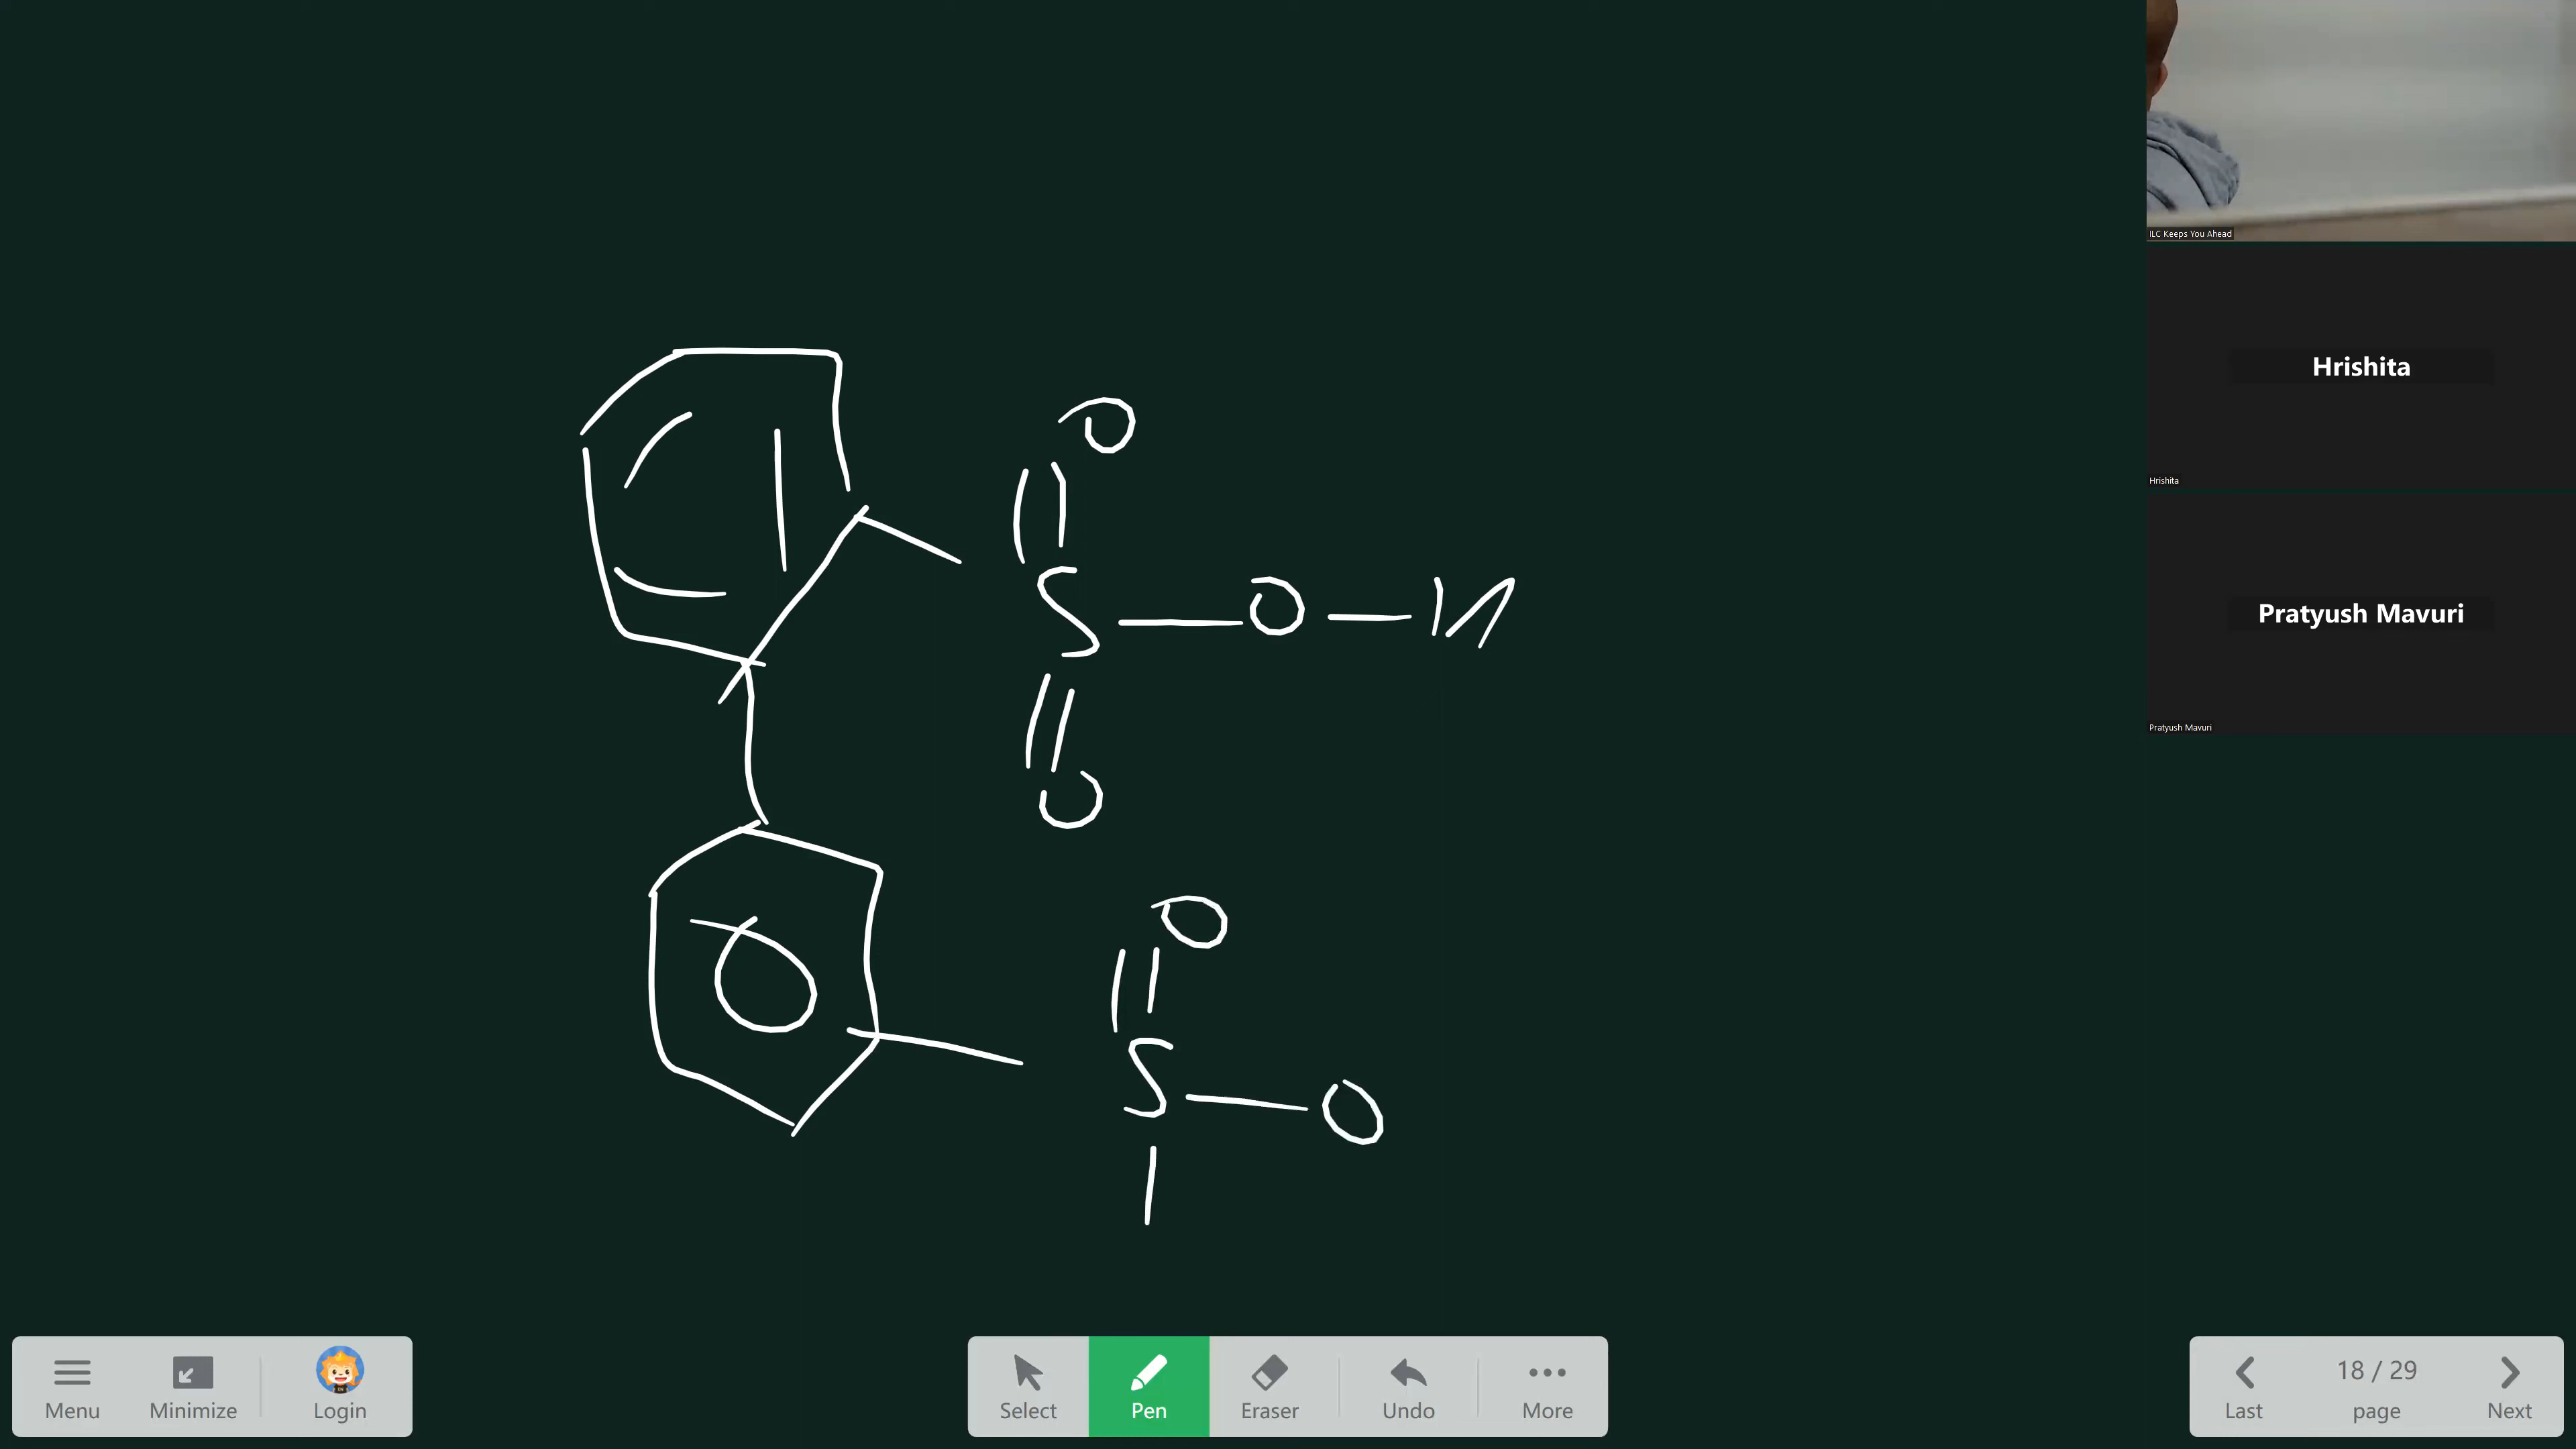 ILC Keeps You Ahead
Hrishita
Hrishita
Pratyush Mavuri
Pratyush Mavuri
O
S O
O
O
S O
Menu
Minimize
Login
Select
Pen
Eraser
Undo
More
18 / 29
Last
page
Next